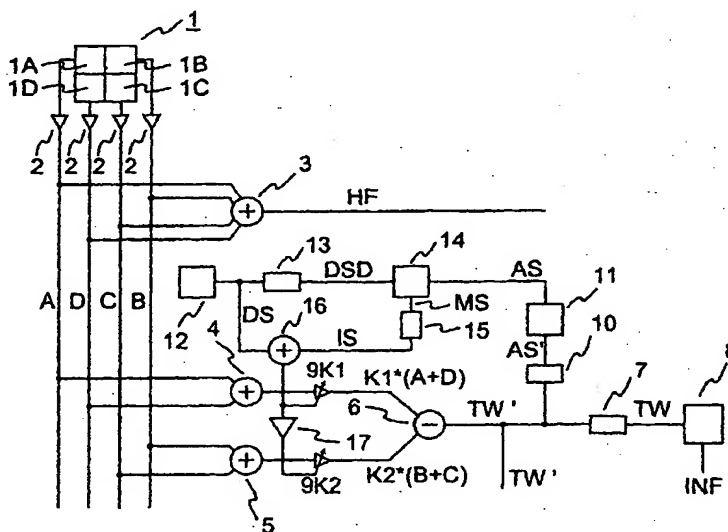 1
1A
1B
1D
1C
2
2
2
2
3
HF
13
DSD
14
AS
A
D
C
B
12
DS
16
MS
11
IS
15
10
AS'
4
9K1
K1*(A+D)
6
7
8
TW'
TW
17
5
9K2
K2*(B+C)
TW'
INF